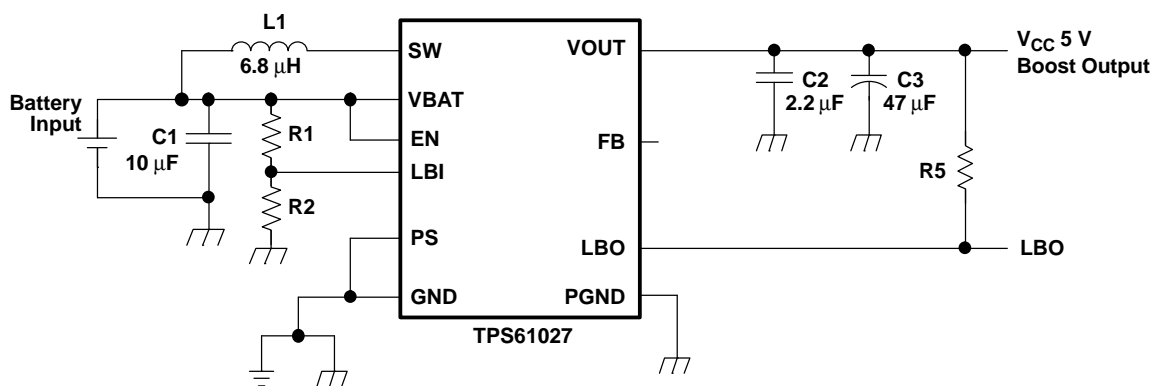 L1
6.8 μH
SW
VOUT
VCC 5 V
Boost Output
C2
2.2 μF
C3
47 μF
Battery
Input
VBAT
C1
10 μF
R1
EN
FB
LBI
R5
R2
PS
LBO
LBO
GND
PGND
TPS61027